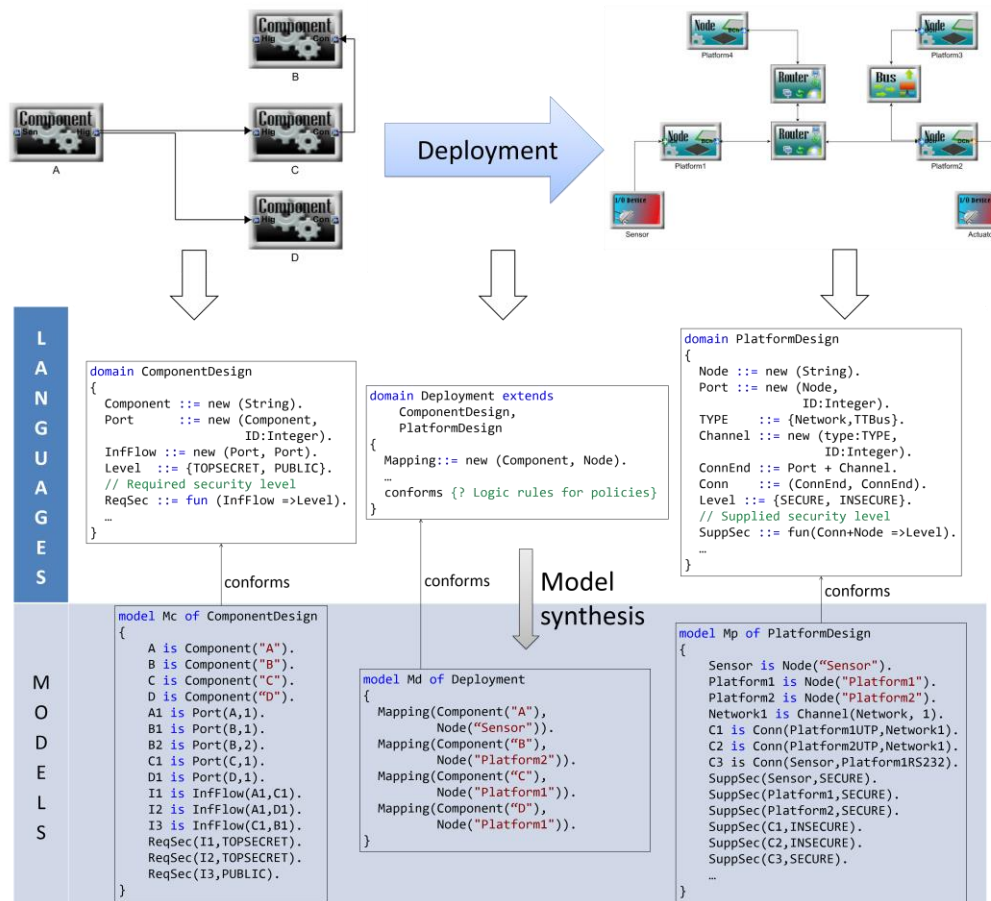 Component
Hig Con
B
Component
Sen Hig
A
Component
Hig Con
C
Component
Hig Con
D
Deployment
Node
Platform4
Node
Platform3
Router
Bus
Node
Platform1
Router
Node
Platform2
I/O Device
Sensor
I/O Device
Actuato
LANGUAGES
domain ComponentDesign
{
Component ::= new (String).
Port ::= new (Component,
ID:Integer).
InfFlow ::= new (Port, Port).
Level ::= {TOPSECRET, PUBLIC}.
// Required security level
ReqSec ::= fun (InfFlow =>Level).
…
}
domain Deployment extends
ComponentDesign,
PlatformDesign
{
Mapping::= new (Component, Node).
…
conforms {? Logic rules for policies}
}
domain PlatformDesign
{
Node ::= new (String).
Port ::= new (Node,
ID:Integer).
TYPE ::= {Network,TTBus}.
Channel ::= new (type:TYPE,
ID:Integer).
ConnEnd ::= Port + Channel.
Conn ::= (ConnEnd, ConnEnd).
Level ::= {SECURE, INSECURE}.
// Supplied security level
SuppSec ::= fun(Conn+Node =>Level).
…
}
conforms
conforms
Model
synthesis
conforms
MODELS
model Mc of ComponentDesign
{
A is Component("A").
B is Component("B").
C is Component("C").
D is Component(“D").
A1 is Port(A,1).
B1 is Port(B,1).
B2 is Port(B,2).
C1 is Port(C,1).
D1 is Port(D,1).
I1 is InfFlow(A1,C1).
I2 is InfFlow(A1,D1).
I3 is InfFlow(C1,B1).
ReqSec(I1,TOPSECRET).
ReqSec(I2,TOPSECRET).
ReqSec(I3,PUBLIC).
}
model Md of Deployment
{
Mapping(Component("A"),
Node(“Sensor")).
Mapping(Component(“B"),
Node("Platform2")).
Mapping(Component(“C"),
Node("Platform1")).
Mapping(Component(“D"),
Node("Platform1")).
}
model Mp of PlatformDesign
{
Sensor is Node(“Sensor").
Platform1 is Node("Platform1").
Platform2 is Node("Platform2").
Network1 is Channel(Network, 1).
C1 is Conn(Platform1UTP,Network1).
C2 is Conn(Platform2UTP,Network1).
C3 is Conn(Sensor,Platform1RS232).
SuppSec(Sensor,SECURE).
SuppSec(Platform1,SECURE).
SuppSec(Platform2,SECURE).
SuppSec(C1,INSECURE).
SuppSec(C2,INSECURE).
SuppSec(C3,SECURE).
…
}